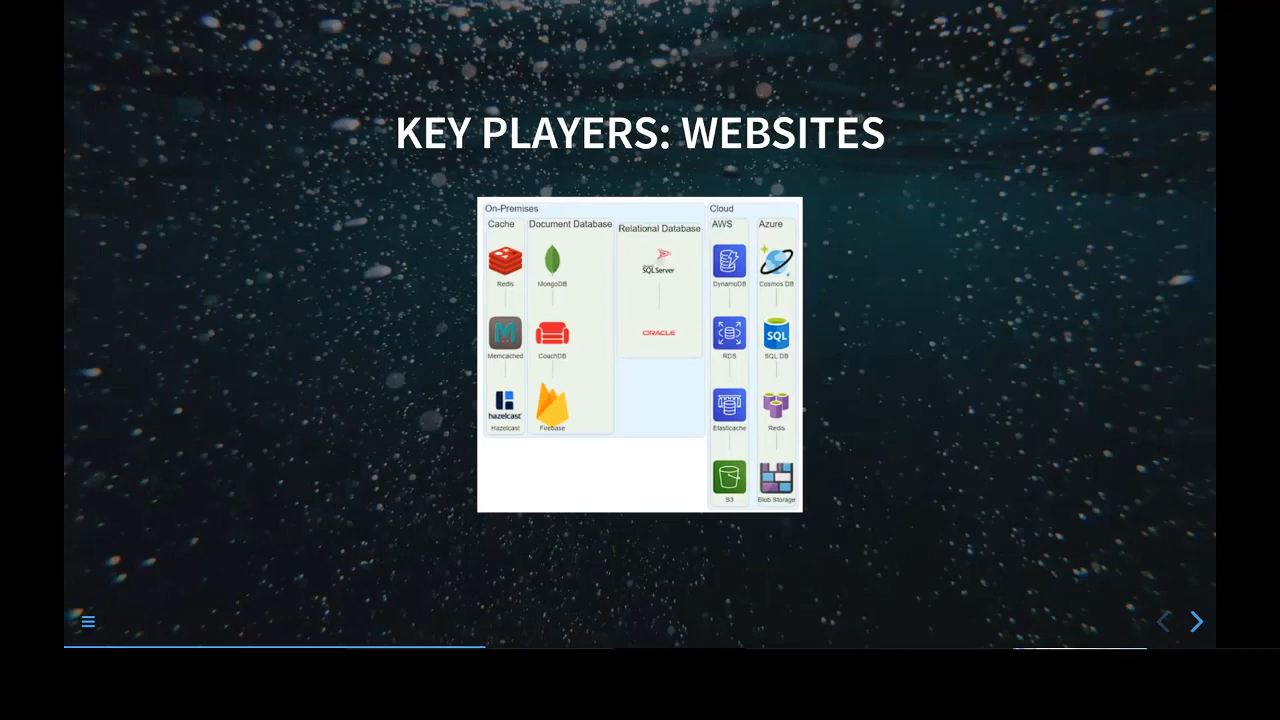 KEY PLAYERS: WEBSITES
On-Premises
Cache
Document Database
Relational Database
Redis
MongoDB
SQL Server
Memcached
CoachDB
ORACLE
hazelcast
Hazelcast
Firebase
Cloud
AWS
Azure
DynamoDB
Cosmos DB
RDS
SQL
SQL DB
Elasticache
Redis
S3
Blob Storage